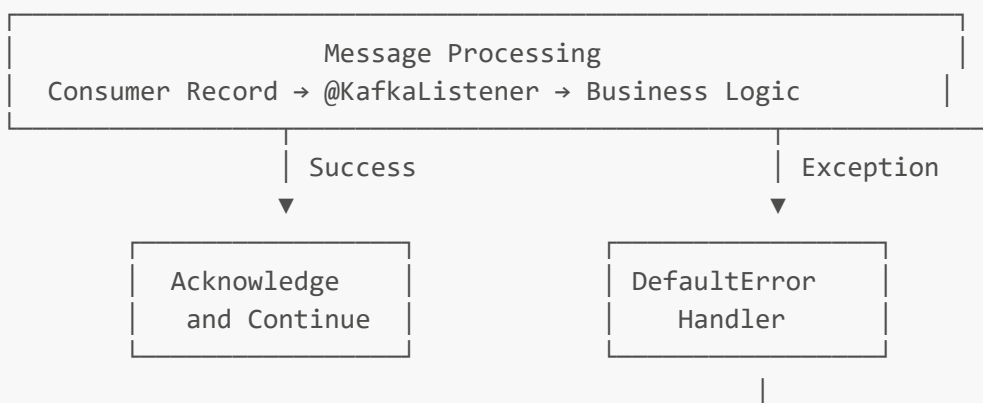 Message Processing
Consumer Record → @KafkaListener → Business Logic
Success
Exception
Acknowledge
and Continue
DefaultError
Handler